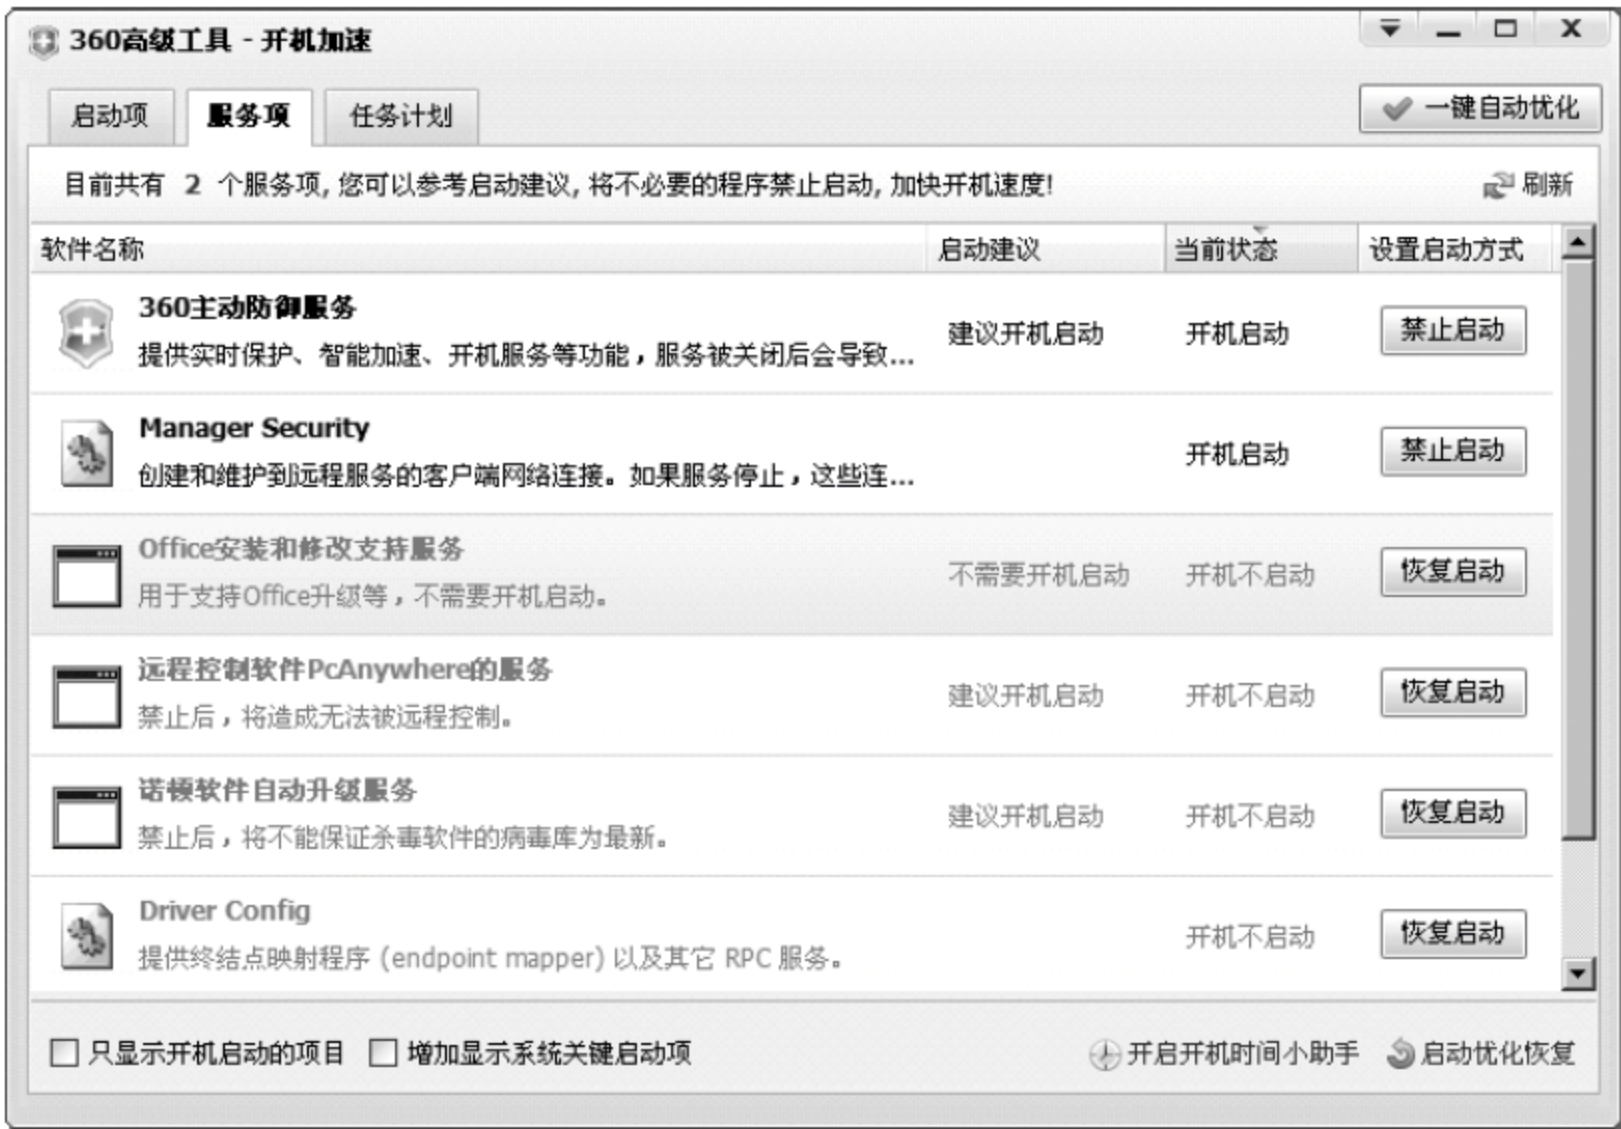 360高级工具 - 开机加速
启动项 服务项 任务计划 一键自动优化
目前共有 2 个服务项, 您可以参考启动建议, 将不必要的程序禁止启动, 加快开机速度! 刷新
软件名称 启动建议 当前状态 设置启动方式
360主动防御服务
提供实时保护、智能加速、开机服务等功能，服务被关闭后会导致... 建议开机启动 开机启动 禁止启动
Manager Security
创建和维护到远程服务的客户端网络连接。如果服务停止，这些连... 开机启动 禁止启动
Office安装和修改支持服务
用于支持Office升级等，不需要开机启动。 不需要开机启动 开机不启动 恢复启动
远程控制软件PcAnywhere的服务
禁止后，将造成无法被远程控制。 建议开机启动 开机不启动 恢复启动
诺顿软件自动升级服务
禁止后，将不能保证杀毒软件的病毒库为最新。 建议开机启动 开机不启动 恢复启动
Driver Config
提供终结点映射程序 (endpoint mapper) 以及其它 RPC 服务。 开机不启动 恢复启动
只显示开机启动的项目 增加显示系统关键启动项 开启开机时间小助手 启动优化恢复